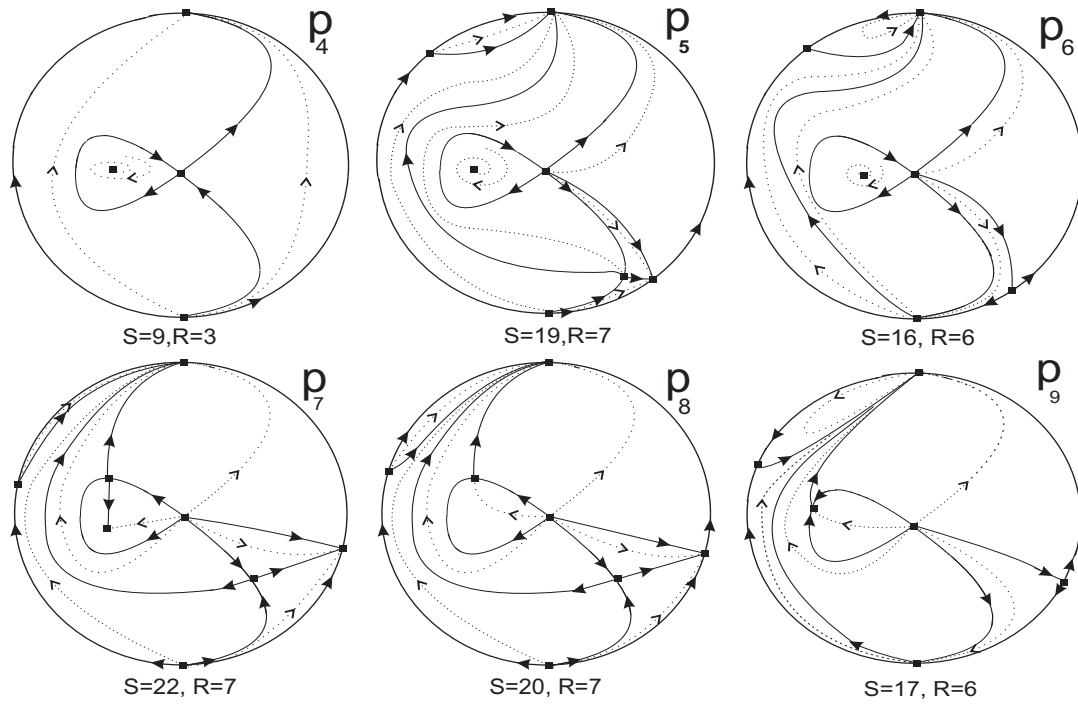 p4
p5
p6
S=9,R=3
S=19,R=7
S=16, R=6
p7
p8
p9
S=22, R=7
S=20, R=7
S=17, R=6